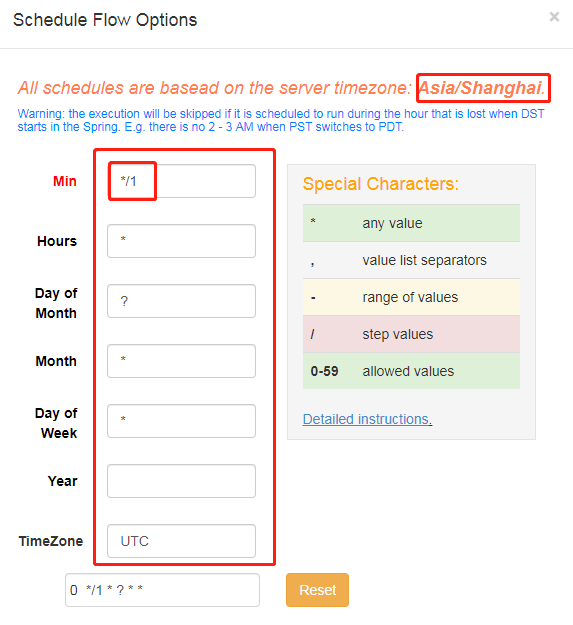 Schedule Flow Options
×
All schedules are basead on the server timezone: Asia/Shanghai.
Warning: the execution will be skipped if it is scheduled to run during the hour that is lost when DST
starts in the Spring. E.g. there is no 2 - 3 AM when PST switches to PDT.
Min */1
Hours *
Day of Month ?
Month *
Day of Week *
Year
TimeZone UTC
0 */1 * ? * *
Reset
Special Characters:
* any value
, value list separators
- range of values
/ step values
0-59 allowed values
Detailed instructions.